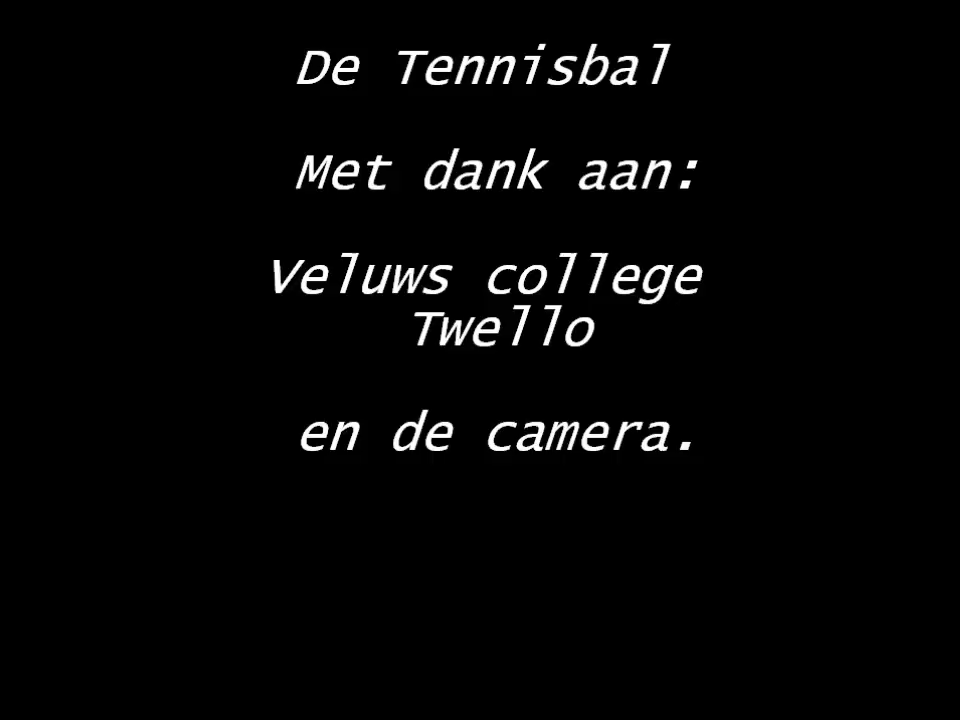 De Tennisbal
Met dank aan:
Veluws college
Twello
en de camera.